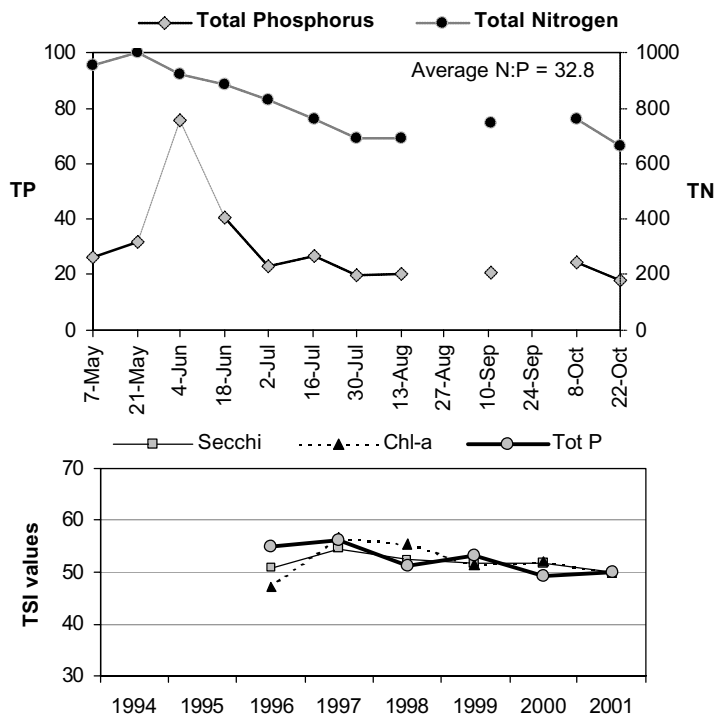 Total Phosphorus Total Nitrogen
100 1000
Average N:P = 32.8
80 800
60 600
TP TN
40 400
20 200
0 0
7-May 21-May 4-Jun 18-Jun 2-Jul 16-Jul 30-Jul 13-Aug 27-Aug 10-Sep 24-Sep 8-Oct 22-Oct
Secchi Chl-a Tot P
70
60
50
40
30
TSI values
1994 1995 1996 1997 1998 1999 2000 2001